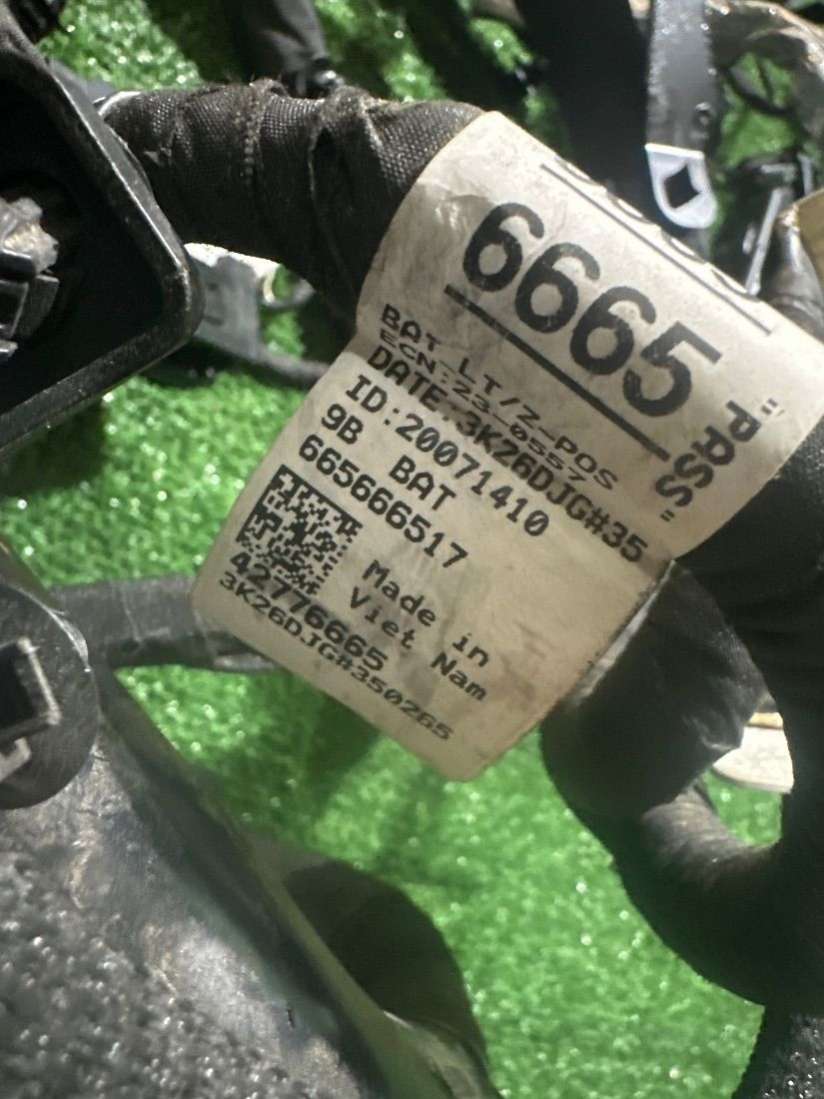 6665
"PASS"
BAT LT/Z-POS
ECN:23-0557
DATE:3K26DJG#35
ID:20071410
9B BAT
665666517
Made in
Viet Nam
42776665
3K26DJG#350265